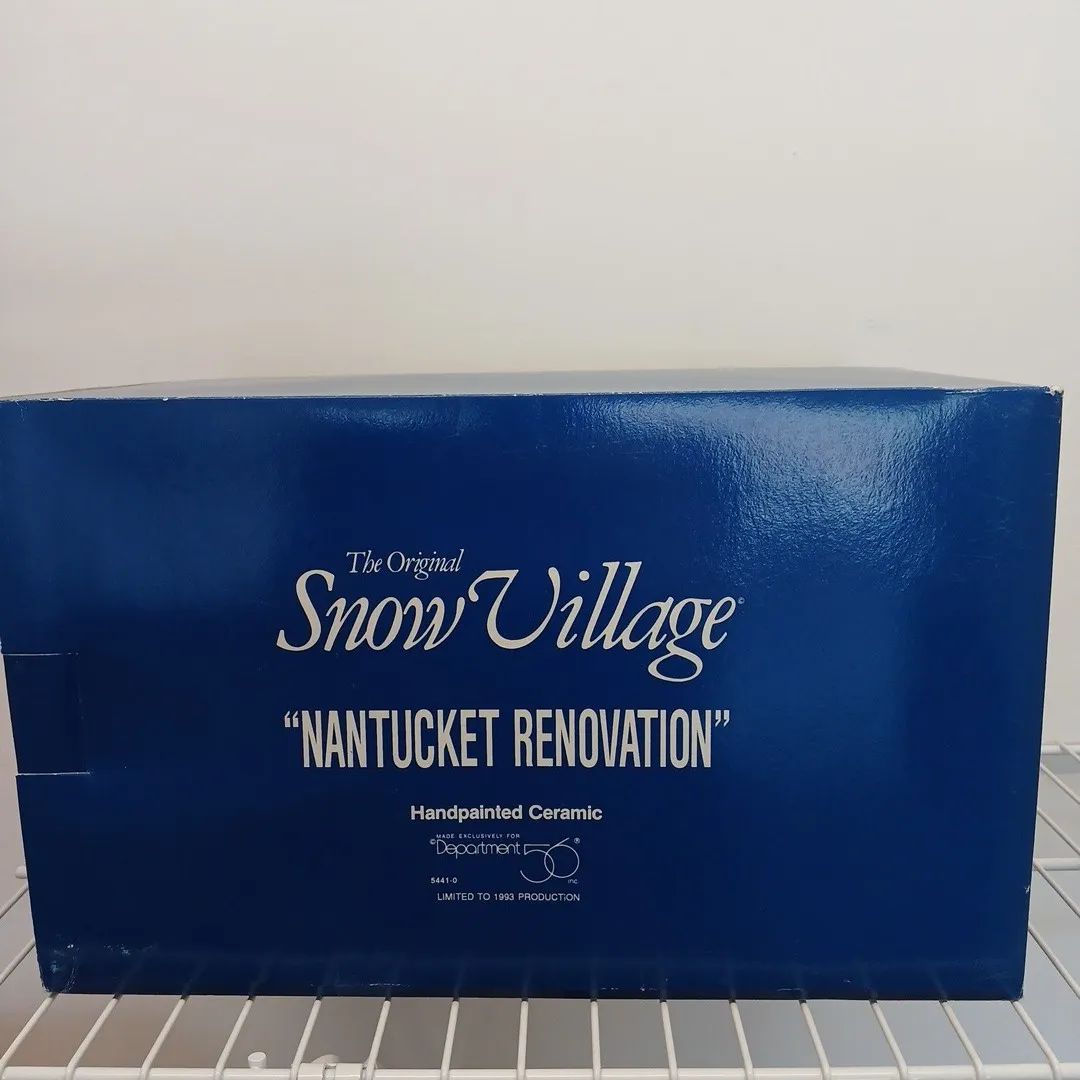 The Original
Snow Village©
“NANTUCKET RENOVATION”
Handpainted Ceramic
MADE EXCLUSIVELY FOR
©Department 56®
5441-0 inc.
LIMITED TO 1993 PRODUCTION